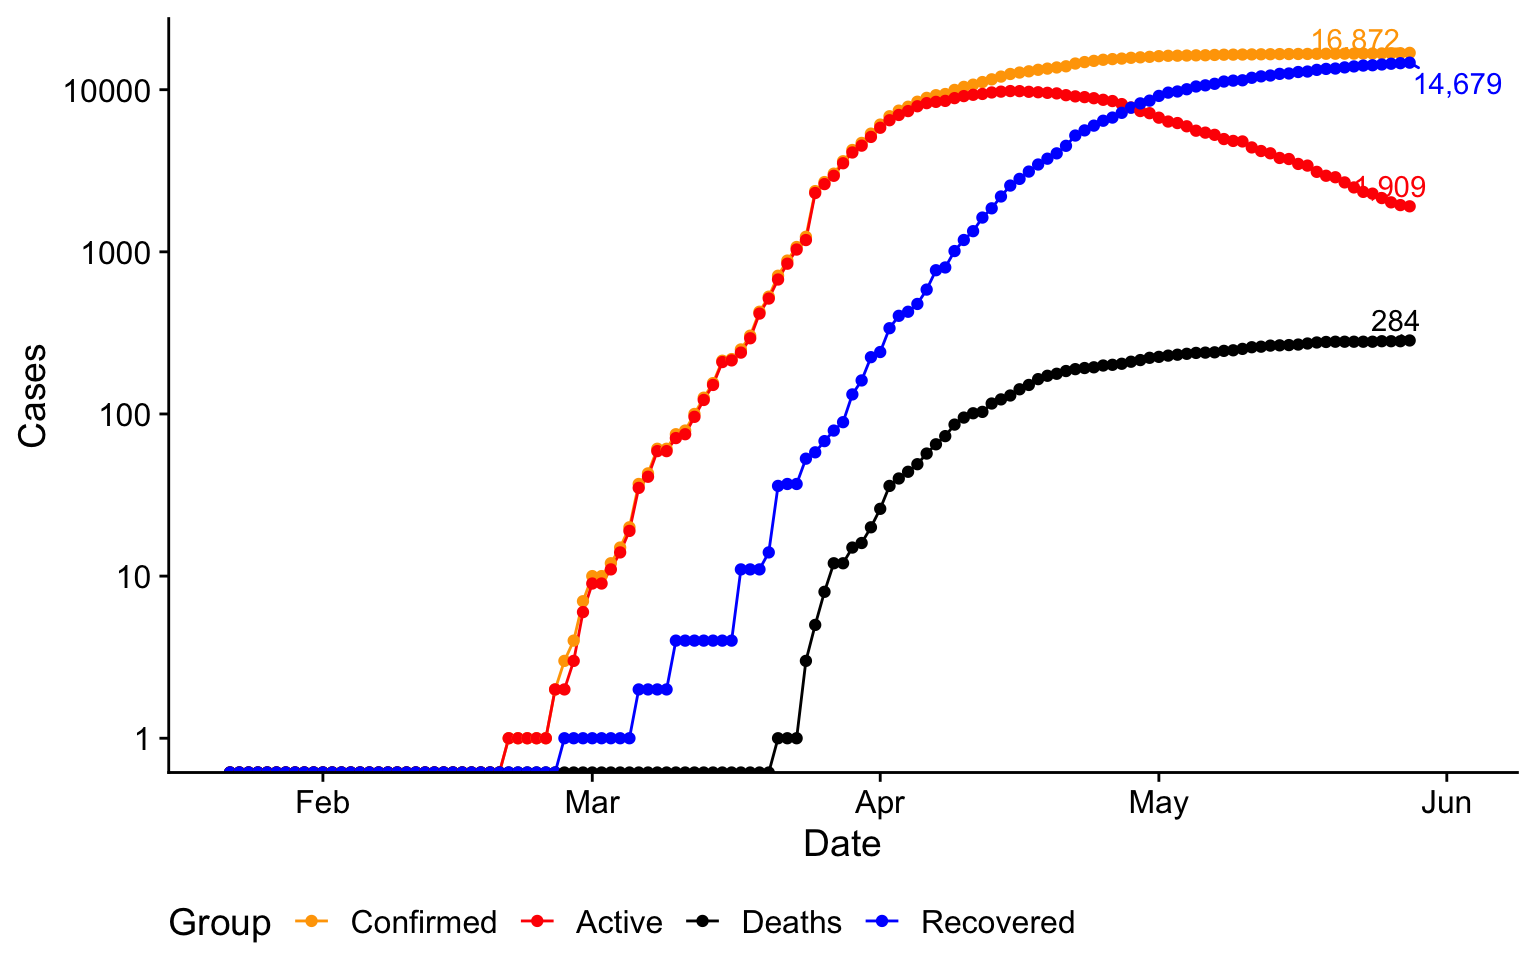 16,872
10000
14,679
1,909
1000
284
Cases
100
10
1
Feb Mar Apr May Jun
Date
Group Confirmed Active Deaths Recovered